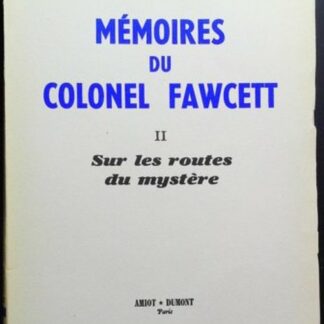 MÉMOIRES
DU
COLONEL FAWCETT
II
Sur les routes
du mystère
AMIOT * DUMONT
Paris